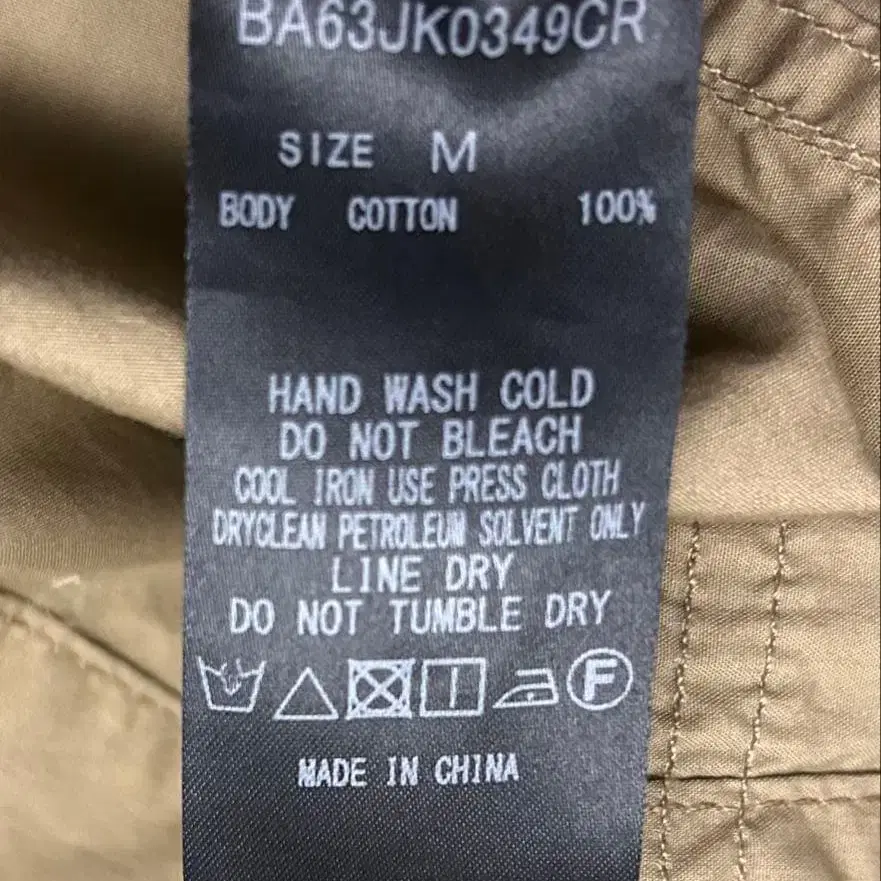 BA63JK0349CR
SIZE M
BODY COTTON 100%
HAND WASH COLD
DO NOT BLEACH
COOL IRON USE PRESS CLOTH
DRYCLEAN PETROLEUM SOLVENT ONLY
LINE DRY
DO NOT TUMBLE DRY
F
MADE IN CHINA